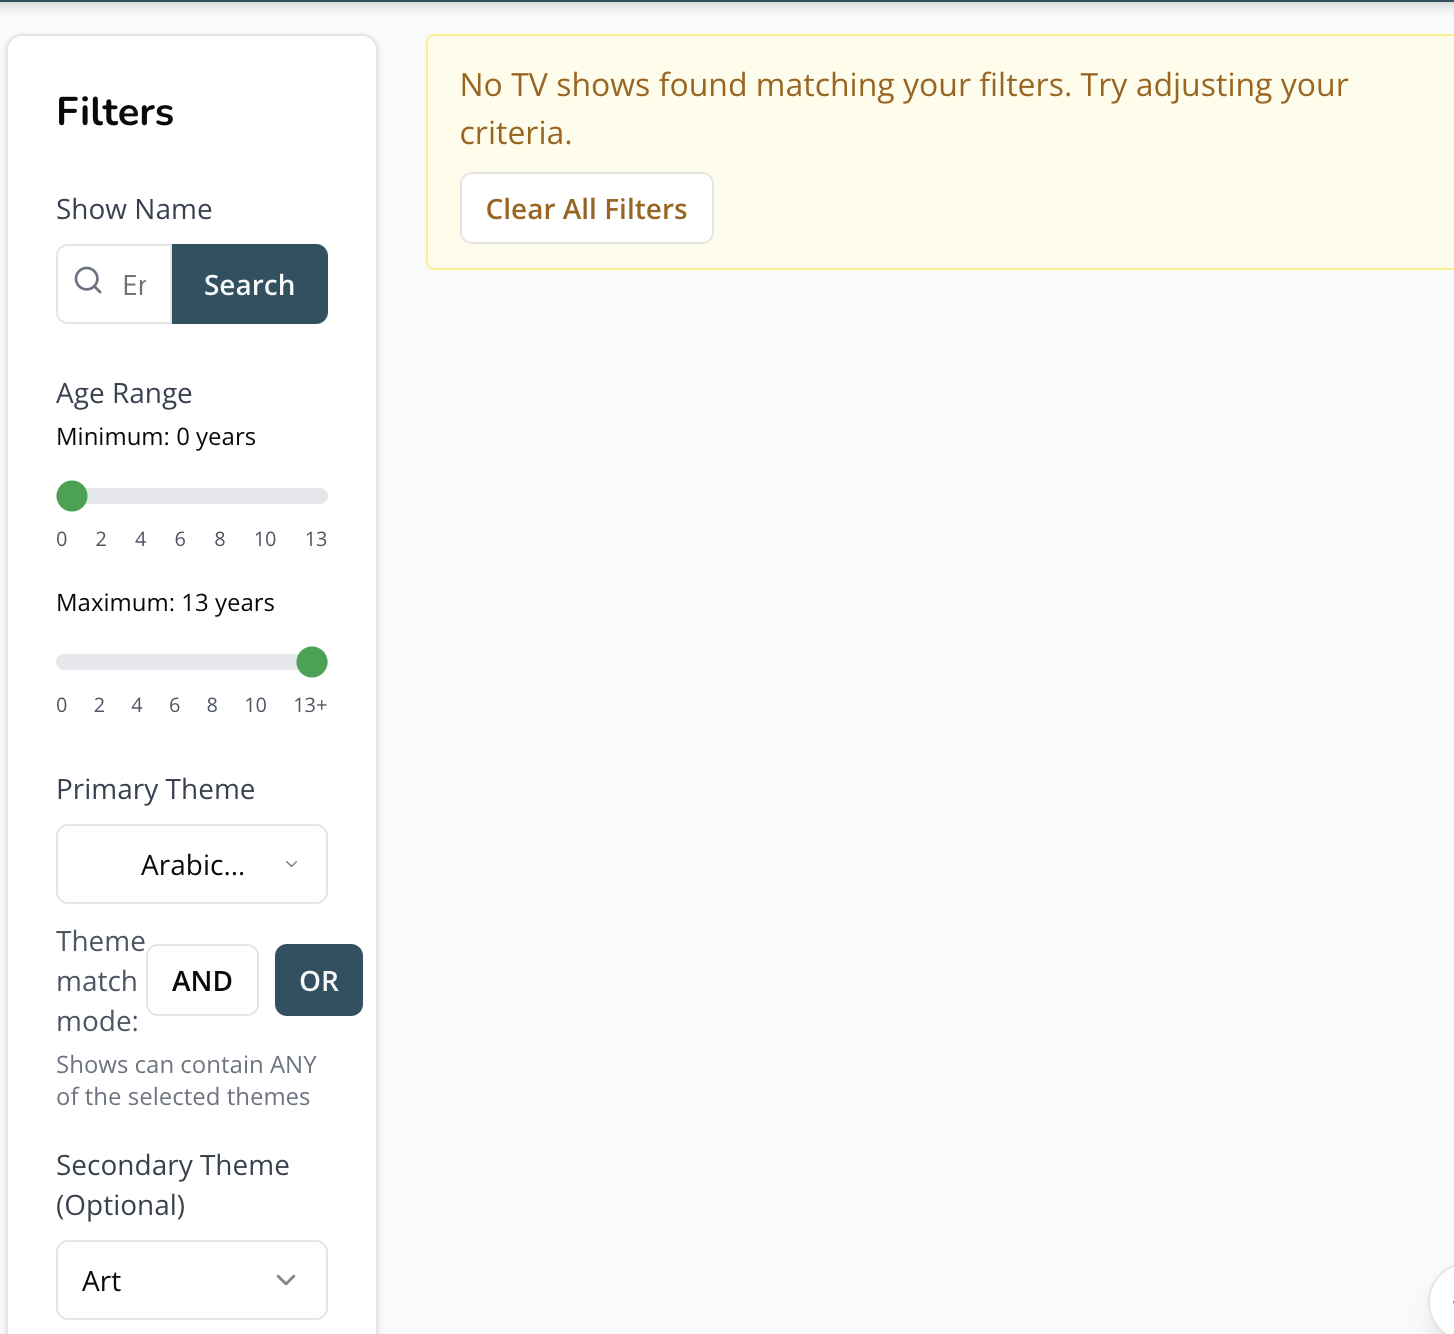 Filters
Show Name
Er
Search
Age Range
Minimum: 0 years
0 2 4 6 8 10 13
Maximum: 13 years
0 2 4 6 8 10 13+
Primary Theme
Arabic...
Theme
match
mode:
AND
OR
Shows can contain ANY
of the selected themes
Secondary Theme
(Optional)
Art
No TV shows found matching your filters. Try adjusting your
criteria.
Clear All Filters